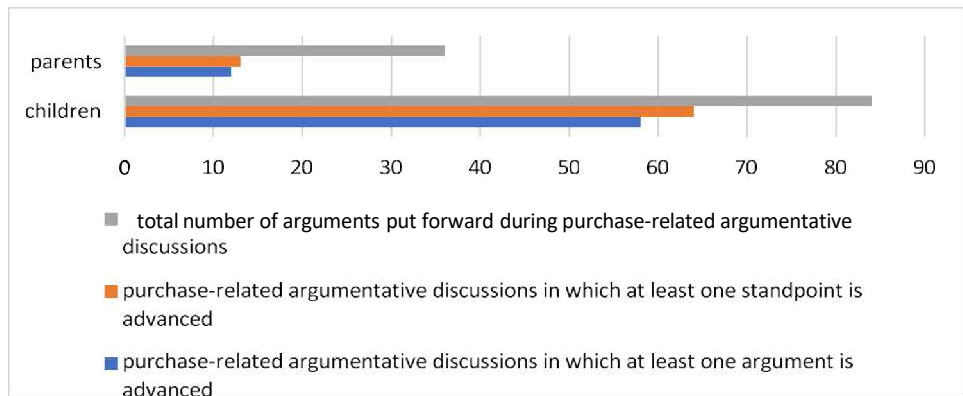 parents
children
0 10 20 30 40 50 60 70 80 90
total number of arguments put forward during purchase-related argumentative
discussions
purchase-related argumentative discussions in which at least one standpoint is
advanced
purchase-related argumentative discussions in which at least one argument is
advanced